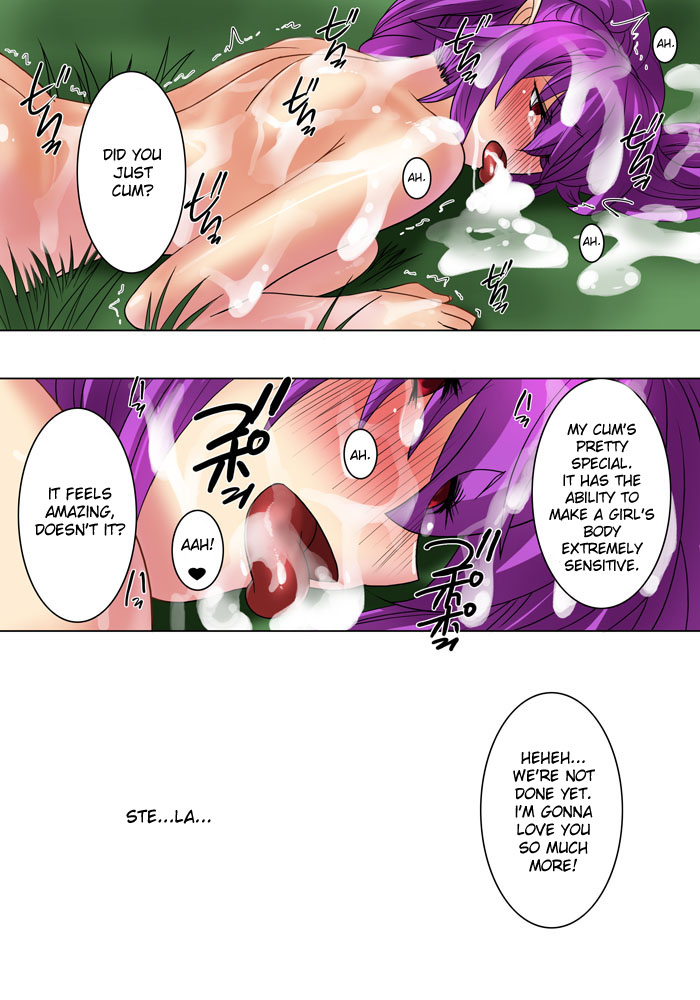 AH.
DID YOU
JUST
CUM?
AH.
AH.
MY CUM'S
PRETTY
SPECIAL.
IT HAS THE
ABILITY TO
MAKE A GIRL'S
BODY
EXTREMELY
SENSITIVE.
AH.
IT FEELS
AMAZING,
DOESN'T IT?
AAH!
♥
HEHEH...
WE'RE NOT
DONE YET.
I'M GONNA
LOVE YOU
SO MUCH
MORE!
STE...LA...